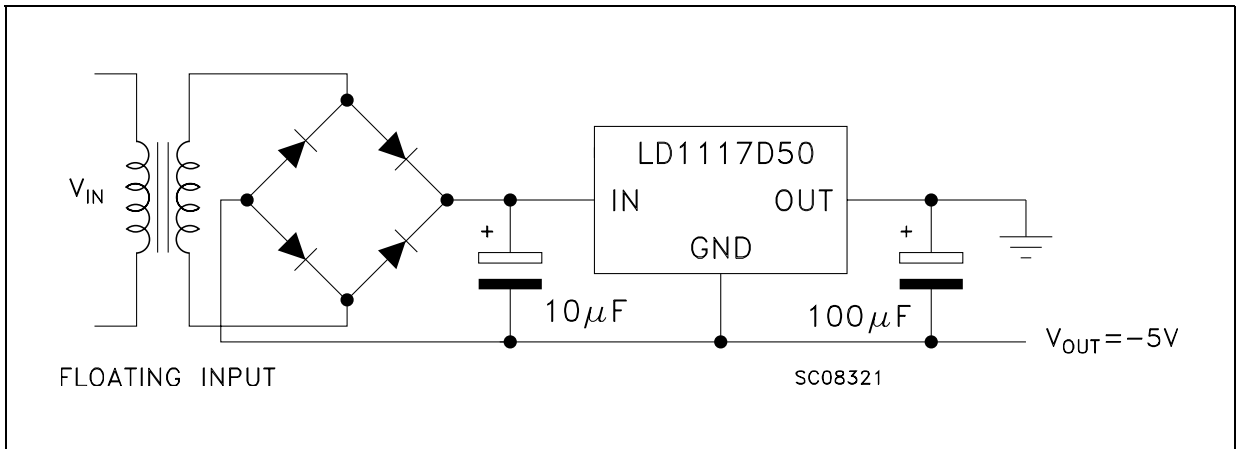 LD1117D50
V_IN
IN
OUT
+
+
GND
10μF
100μF
V_OUT=-5V
FLOATING INPUT
SC08321